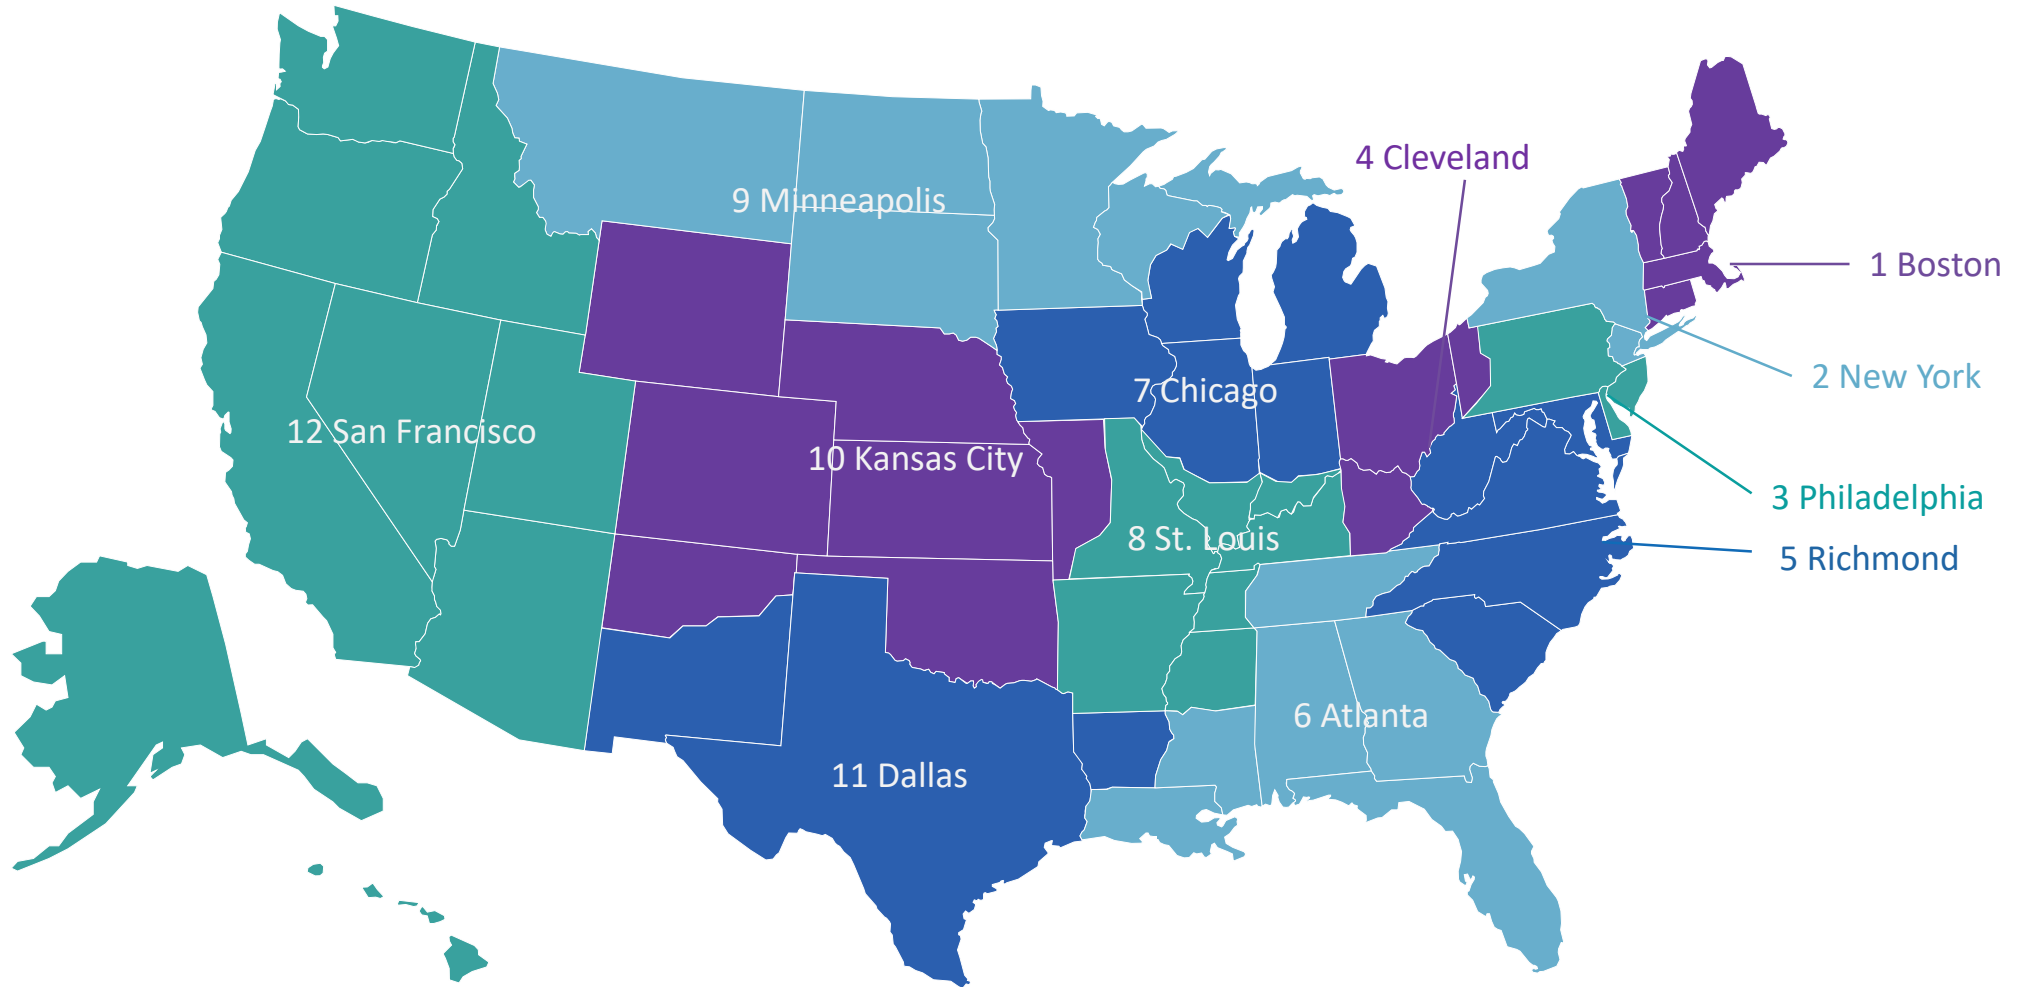 4 Cleveland
9 Minneapolis
1 Boston
2 New York
7 Chicago
12 San Francisco
10 Kansas City
3 Philadelphia
8 St. Louis
5 Richmond
6 Atlanta
11 Dallas